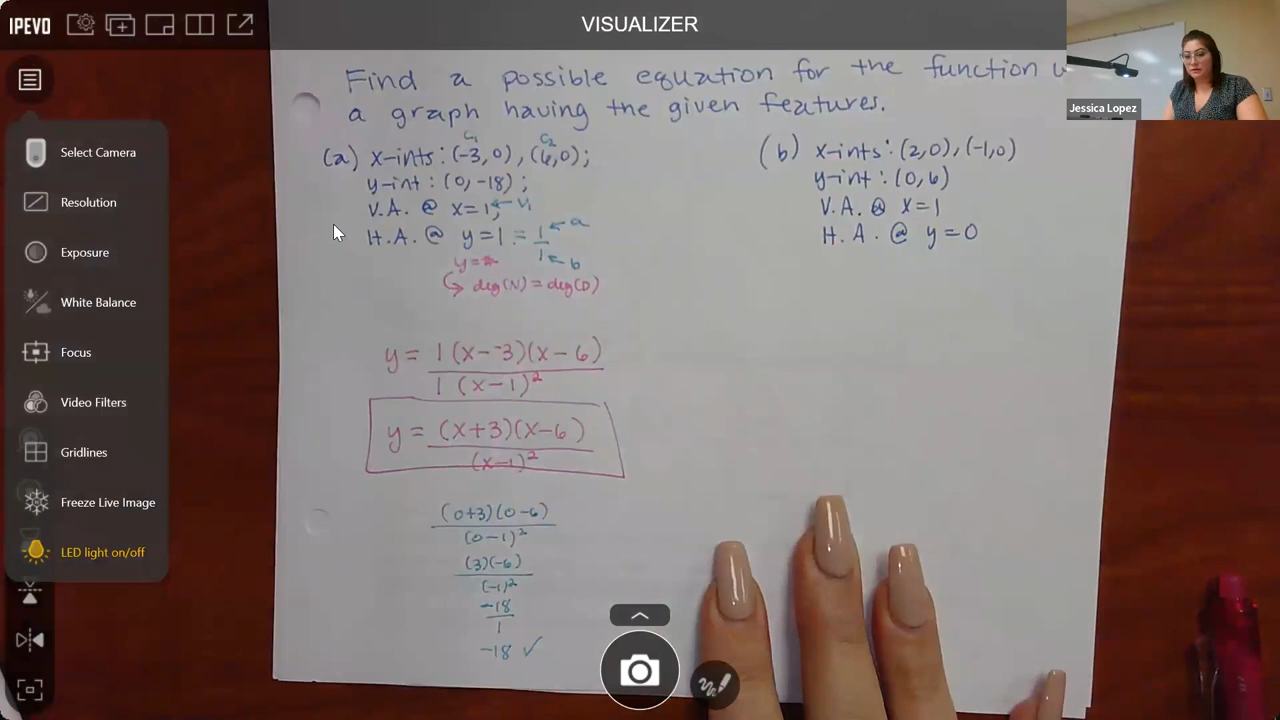 IPEVO
VISUALIZER
Jessica Lopez
Select Camera
Resolution
Exposure
White Balance
Focus
Video Filters
Gridlines
Freeze Live Image
LED light on/off
Find a possible equation for the function
a graph having the given features.
C₁ C₂
(a) x-ints: (-3,0), (6,0);
y-int: (0,-18);
V.A. @ x=1, ← V₁
H.A. @ y=1 = 1/1 ← a
← b
y=*
↳ deg(N) = deg(D)
y = 1(x--3)(x-6)
1 (x-1)²
y = (x+3)(x-6)
(x-1)²
(0+3)(0-6)
(0-1)²
(3)(-6)
(-1)²
-18
1
-18 ✓
(b) x-ints: (2,0), (-1,0)
y-int: (0,6)
V.A. @ x=1
H.A. @ y=0